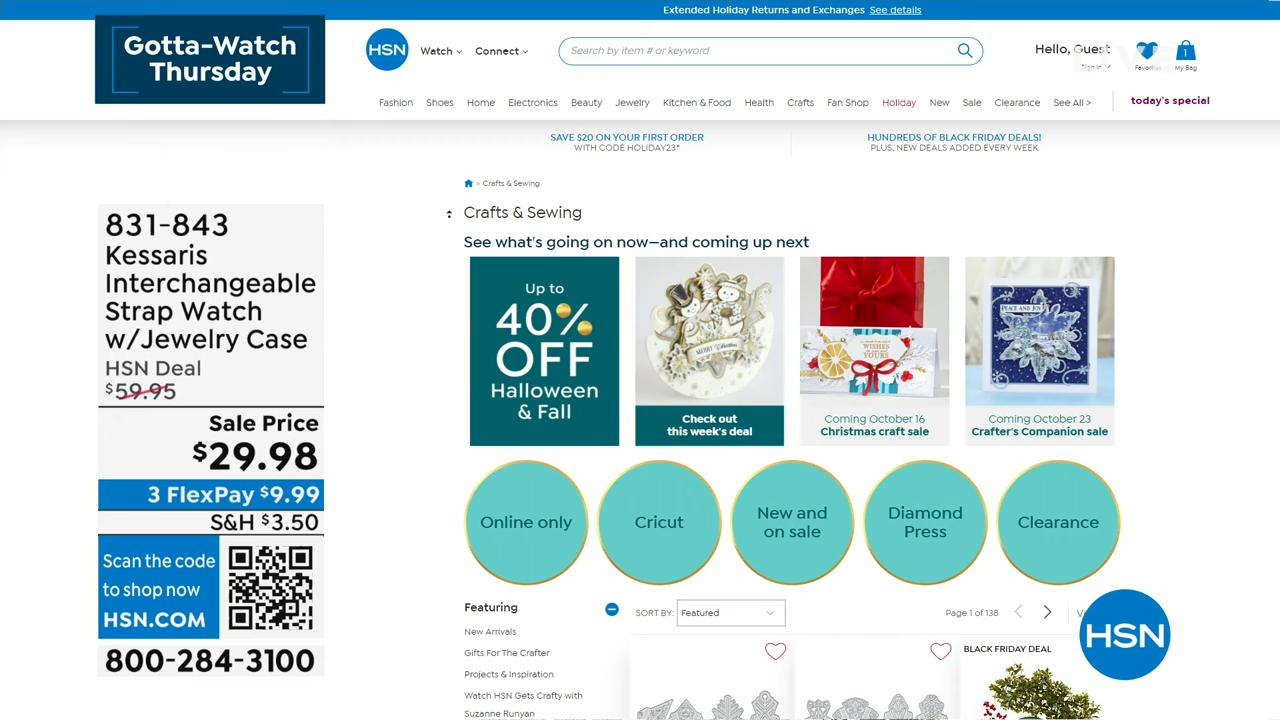 Extended Holiday Returns and Exchanges See details
Gotta-Watch
Thursday
HSN
Watch
Connect
Search by item # or keyword
Hello, Guest
Sign In
Favorites
1
My Bag
Fashion Shoes Home Electronics Beauty Jewelry Kitchen & Food Health Crafts Fan Shop Holiday New Sale Clearance See All > today's special
SAVE $20 ON YOUR FIRST ORDER
WITH CODE HOLIDAY23*
HUNDREDS OF BLACK FRIDAY DEALS!
PLUS, NEW DEALS ADDED EVERY WEEK
> Crafts & Sewing
Crafts & Sewing
See what's going on now—and coming up next
831-843
Kessaris
Interchangeable
Strap Watch
w/Jewelry Case
HSN Deal
$59.95
Sale Price
$29.98
3 FlexPay $9.99
S&H $3.50
Scan the code
to shop now
HSN.COM
800-284-3100
Up to
40%
OFF
Halloween
& Fall
MERRY Christmas
Check out
this week's deal
WISHES
YOURS
Coming October 16
Christmas craft sale
PEACE AND JOY
Coming October 23
Crafter's Companion sale
Online only
Cricut
New and
on sale
Diamond
Press
Clearance
Featuring
SORT BY: Featured
Page 1 of 138
New Arrivals
Gifts For The Crafter
Projects & Inspiration
Watch HSN Gets Crafty with
Suzanne Runyan
BLACK FRIDAY DEAL
HSN